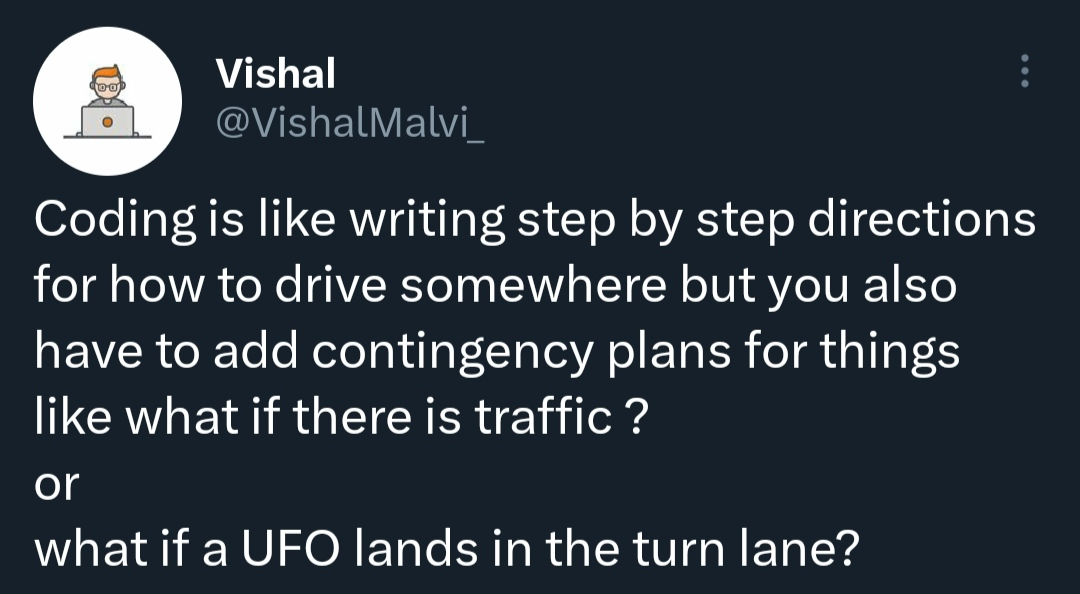 Vishal
@VishalMalvi_
Coding is like writing step by step directions
for how to drive somewhere but you also
have to add contingency plans for things
like what if there is traffic ?
or
what if a UFO lands in the turn lane?